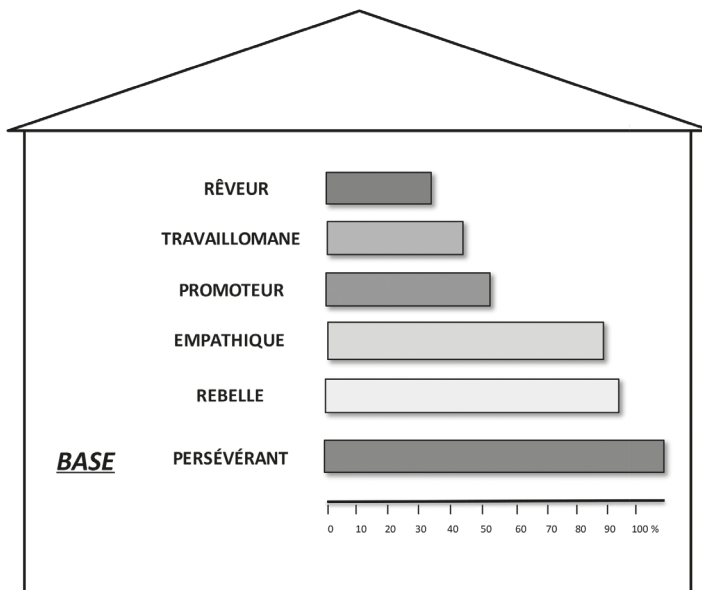 RÊVEUR
TRAVAILLOMANE
PROMOTEUR
EMPATHIQUE
REBELLE
BASE PERSÉVÉRANT
0 10 20 30 40 50 60 70 80 90 100 %